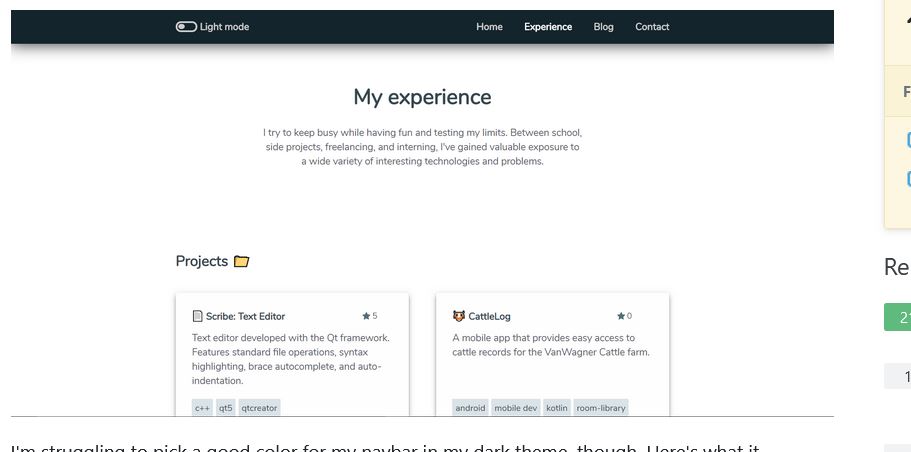 Light mode Home Experience Blog Contact
My experience
I try to keep busy while having fun and testing my limits. Between school,
side projects, freelancing, and interning, I've gained valuable exposure to
a wide variety of interesting technologies and problems.
Projects
Scribe: Text Editor 5
Text editor developed with the Qt framework.
Features standard file operations, syntax
highlighting, brace autocomplete, and auto-
indentation.
c++ qt5 qtcreator
CattleLog 0
A mobile app that provides easy access to
cattle records for the VanWagner Cattle farm.
android mobile dev kotlin room-library
I'm struggling to pick a good color for my navbar in my dark theme, though. Here's what it
F
Re
21
1